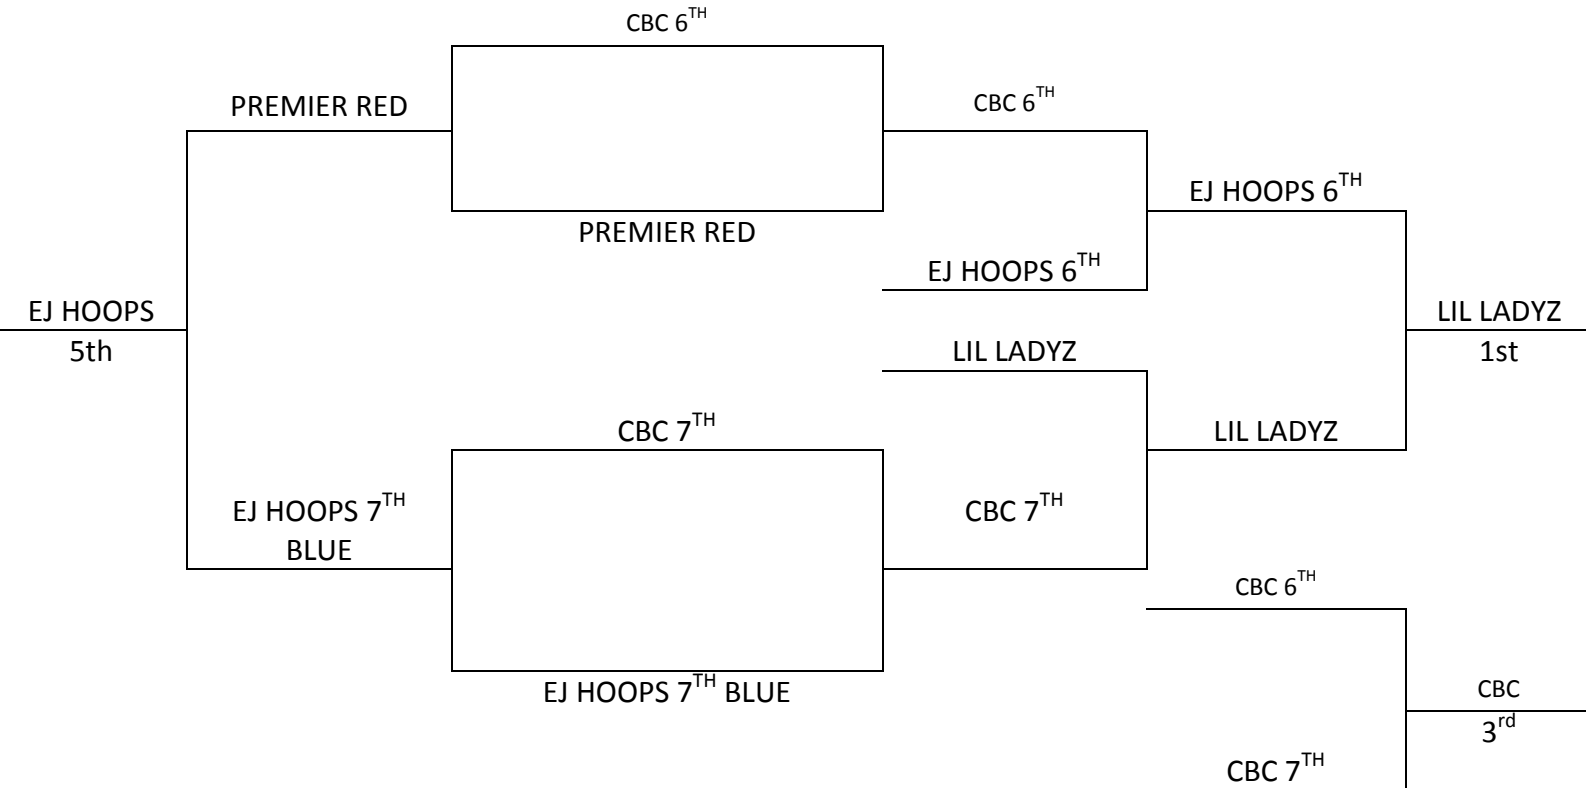 CBC 6TH
PREMIER RED
CBC 6TH
EJ HOOPS 6TH
PREMIER RED
EJ HOOPS 6TH
EJ HOOPS
5th
LIL LADYZ
1st
LIL LADYZ
CBC 7TH
LIL LADYZ
EJ HOOPS 7TH
BLUE
CBC 7TH
CBC 6TH
EJ HOOPS 7TH BLUE
CBC
3rd
CBC 7TH